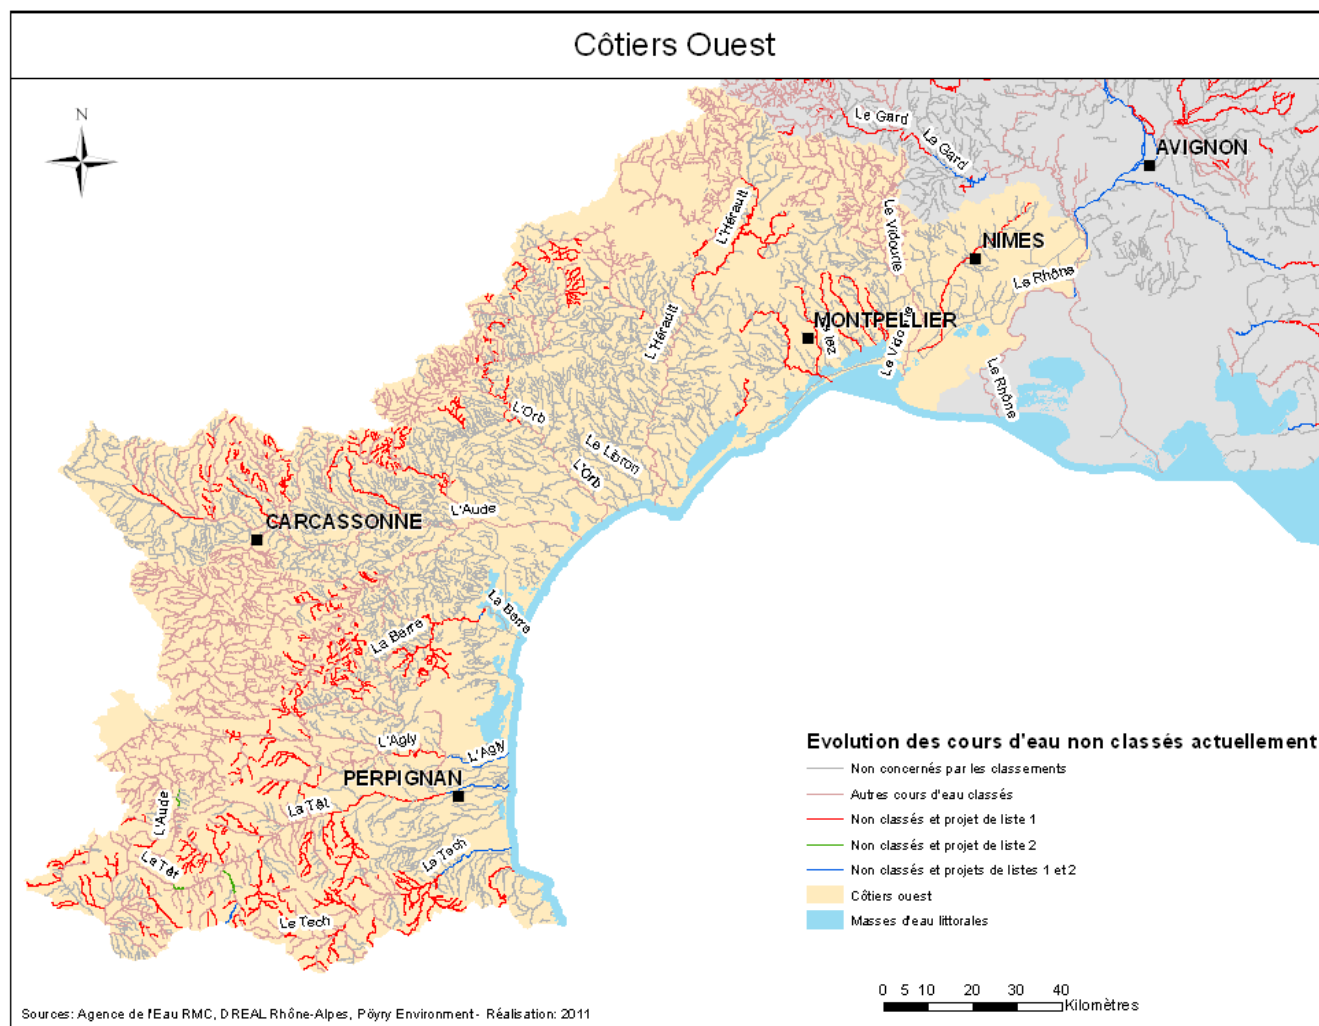 Côtiers Ouest
N
Le Gard
Le Gard
AVIGNON
L'Hérault
Le Vidourle
NIMES
Le Rhône
L'Hérault
MONTPELLIER
Le Vidourle
Le Rhône
L'Orb
Le Libron
L'Orb
L'Aude
CARCASSONNE
La Berre
La Berre
L'Agly
L'Agly
PERPIGNAN
La Têt
L'Aude
La Têt
Le Tech
Le Tech
Evolution des cours d'eau non classés actuellement
Non concernés par les classements
Autres cours d'eau classés
Non classés et projet de liste 1
Non classés et projet de liste 2
Non classés et projets de listes 1 et 2
Côtiers ouest
Masses d'eau littorales
0 5 10 20 30 40
Kilomètres
Sources: Agence de l'Eau RMC, DREAL Rhône-Alpes, Pöyry Environment - Réalisation: 2011